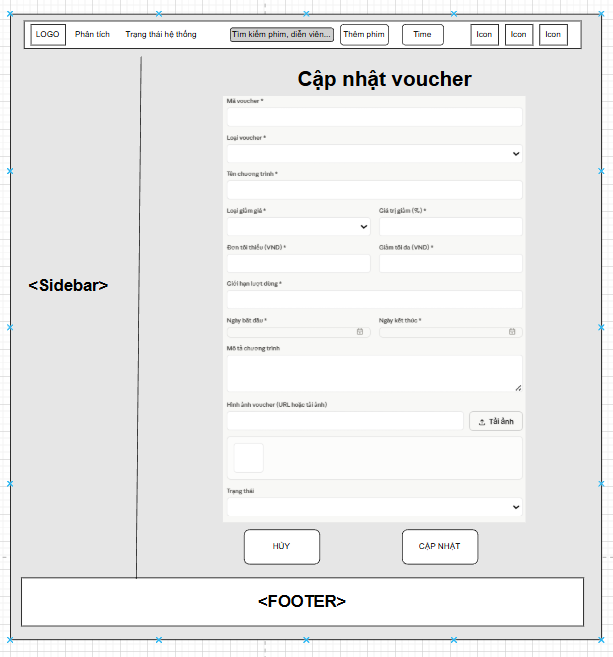 LOGO Phân tích Trạng thái hệ thống Tìm kiếm phim, diễn viên... Thêm phim Time Icon Icon Icon
Cập nhật voucher
Mã voucher *
Loại voucher *
Tên chương trình *
Loại giảm giá * Giá trị giảm (%) *
Đơn tối thiểu (VND) * Giảm tối đa (VND) *
Giới hạn lượt dùng *
<Sidebar>
Ngày bắt đầu * Ngày kết thúc *
Mô tả chương trình
Hình ảnh voucher (URL hoặc tải ảnh)
Tải ảnh
Trạng thái
HỦY CẬP NHẬT
<FOOTER>